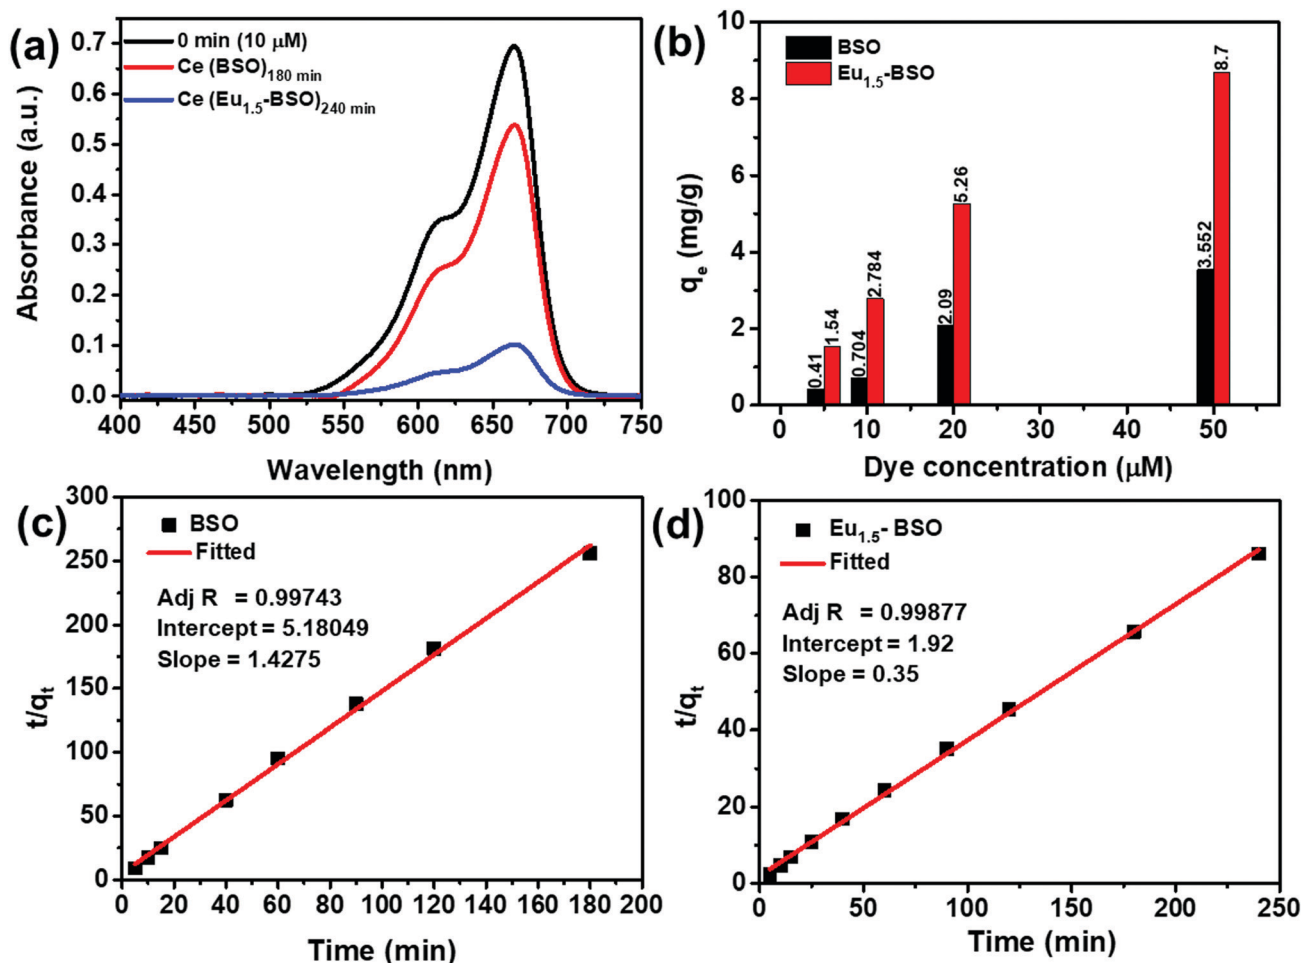 (a)
0 min (10 μM)
Ce (BSO)180 min
Ce (Eu1.5-BSO)240 min
Absorbance (a.u.)
0.7
0.6
0.5
0.4
0.3
0.2
0.1
0.0
400 450 500 550 600 650 700 750
Wavelength (nm)
(b)
BSO
Eu1.5-BSO
qe (mg/g)
10
8
6
4
2
0
0.41
1.54
0.704
2.784
2.09
5.26
3.552
8.7
0 10 20 30 40 50
Dye concentration (μM)
(c)
BSO
Fitted
Adj R = 0.99743
Intercept = 5.18049
Slope = 1.4275
t/qt
300
250
200
150
100
50
0
0 20 40 60 80 100 120 140 160 180 200
Time (min)
(d)
Eu1.5- BSO
Fitted
Adj R = 0.99877
Intercept = 1.92
Slope = 0.35
t/qt
100
80
60
40
20
0
0 50 100 150 200 250
Time (min)